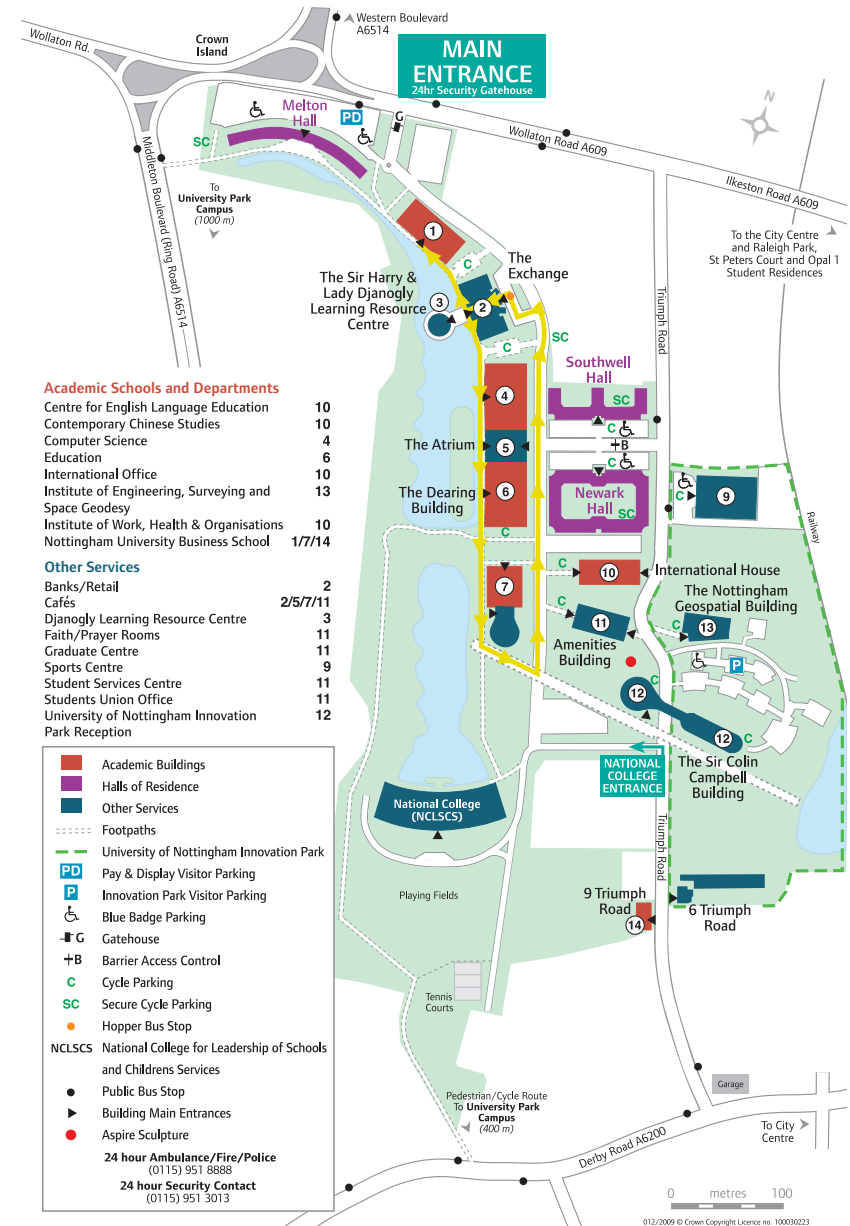 Western Boulevard
A6514
Wollaton Rd.
Crown
Island
MAIN
ENTRANCE
24hr Security Gatehouse
N
Melton
Hall
PD
G
SC
Wollaton Road A609
Ilkeston Road A609
Middleton Boulevard (Ring Road) A6514
To
University Park
Campus
(1000 m)
To the City Centre
and Raleigh Park,
St Peters Court and Opal 1
Student Residences
1
C
The
Exchange
The Sir Harry &
Lady Djanogly
Learning Resource
Centre
3
2
C
SC
Triumph Road
Southwell
Hall
SC
4
C
B
The Atrium
5
C
The Dearing
Building
6
Newark
Hall
SC
C
9
Railway
C
7
C
10
International House
The Nottingham
Geospatial Building
C
11
C
13
Amenities
Building
P
C
12
12
C
The Sir Colin
Campbell
Building
NATIONAL
COLLEGE
ENTRANCE
National College
(NCLSCS)
Triumph Road
Playing Fields
9 Triumph
Road
14
6 Triumph
Road
Tennis
Courts
Garage
Pedestrian/Cycle Route
To University Park
Campus
(400 m)
Derby Road A6200
To City
Centre
0 metres 100
012/2009 © Crown Copyright Licence no. 100030223
Academic Schools and Departments
Centre for English Language Education 10
Contemporary Chinese Studies 10
Computer Science 4
Education 6
International Office 10
Institute of Engineering, Surveying and 13
Space Geodesy
Institute of Work, Health & Organisations 10
Nottingham University Business School 1/7/14
Other Services
Banks/Retail 2
Cafés 2/5/7/11
Djanogly Learning Resource Centre 3
Faith/Prayer Rooms 11
Graduate Centre 11
Sports Centre 9
Student Services Centre 11
Students Union Office 11
University of Nottingham Innovation 12
Park Reception
Academic Buildings
Halls of Residence
Other Services
Footpaths
University of Nottingham Innovation Park
PD Pay & Display Visitor Parking
P Innovation Park Visitor Parking
Blue Badge Parking
G Gatehouse
B Barrier Access Control
C Cycle Parking
SC Secure Cycle Parking
Hopper Bus Stop
NCLSCS National College for Leadership of Schools
and Childrens Services
Public Bus Stop
Building Main Entrances
Aspire Sculpture
24 hour Ambulance/Fire/Police
(0115) 951 8888
24 hour Security Contact
(0115) 951 3013